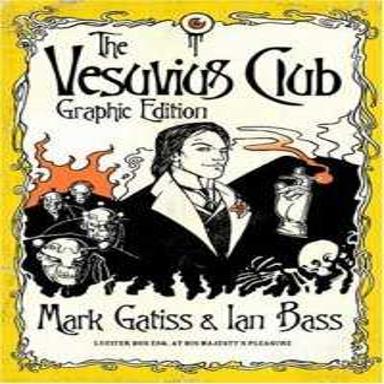 The
Vesuvius Club
Graphic Edition
Mark Gatiss & Ian Bass
LUCIFER BOX ESQ. AT HIS MAJESTY'S PLEASURE